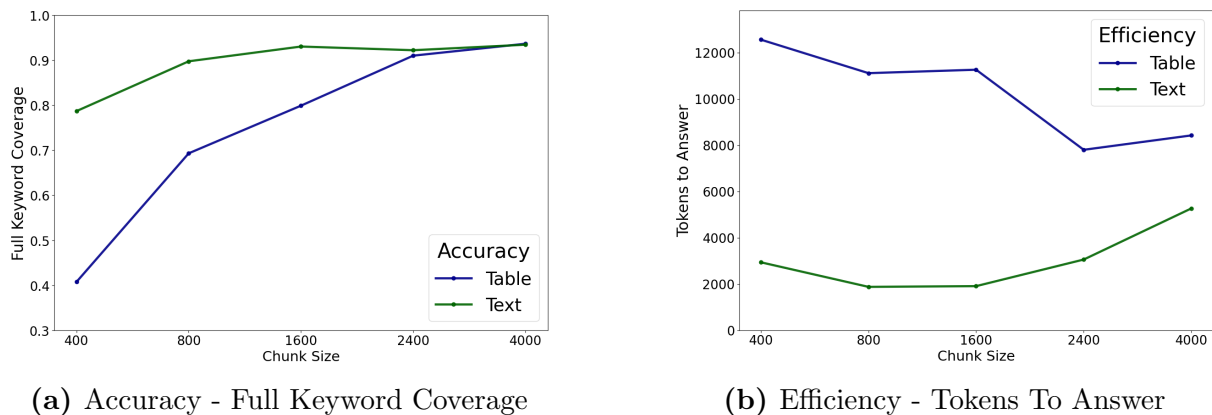 1.0
0.9
0.8
0.7
0.6
0.5
0.4
0.3
Full Keyword Coverage
400 800 1600 2400 4000
Chunk Size
Accuracy
Table
Text
(a) Accuracy - Full Keyword Coverage
12000
10000
8000
6000
4000
2000
0
Tokens to Answer
400 800 1600 2400 4000
Chunk Size
Efficiency
Table
Text
(b) Efficiency - Tokens To Answer